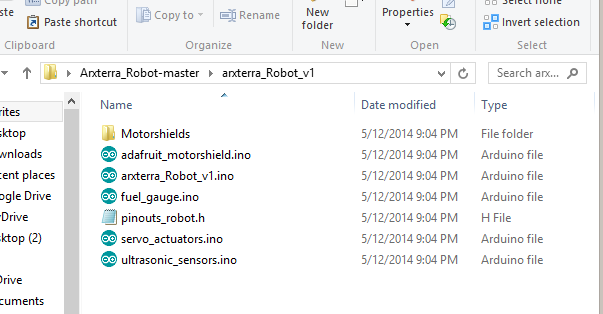 Copy path
Paste shortcut
Copy to
Rename
New folder
Properties
Select none
Invert selection
Clipboard
Organize
New
Open
Select
Arxterra_Robot-master
arxterra_Robot_v1
Search arx...
Name
Date modified
Type
Motorshields 5/12/2014 9:04 PM File folder
adafruit_motorshield.ino 5/12/2014 9:04 PM Arduino file
arxterra_Robot_v1.ino 5/12/2014 9:04 PM Arduino file
fuel_gauge.ino 5/12/2014 9:04 PM Arduino file
pinouts_robot.h 5/12/2014 9:04 PM H File
servo_actuators.ino 5/12/2014 9:04 PM Arduino file
ultrasonic_sensors.ino 5/12/2014 9:04 PM Arduino file
rites
sktop
wnloads
cent places
ogle Drive
yDrive
sktop (2)
Drive
cuments